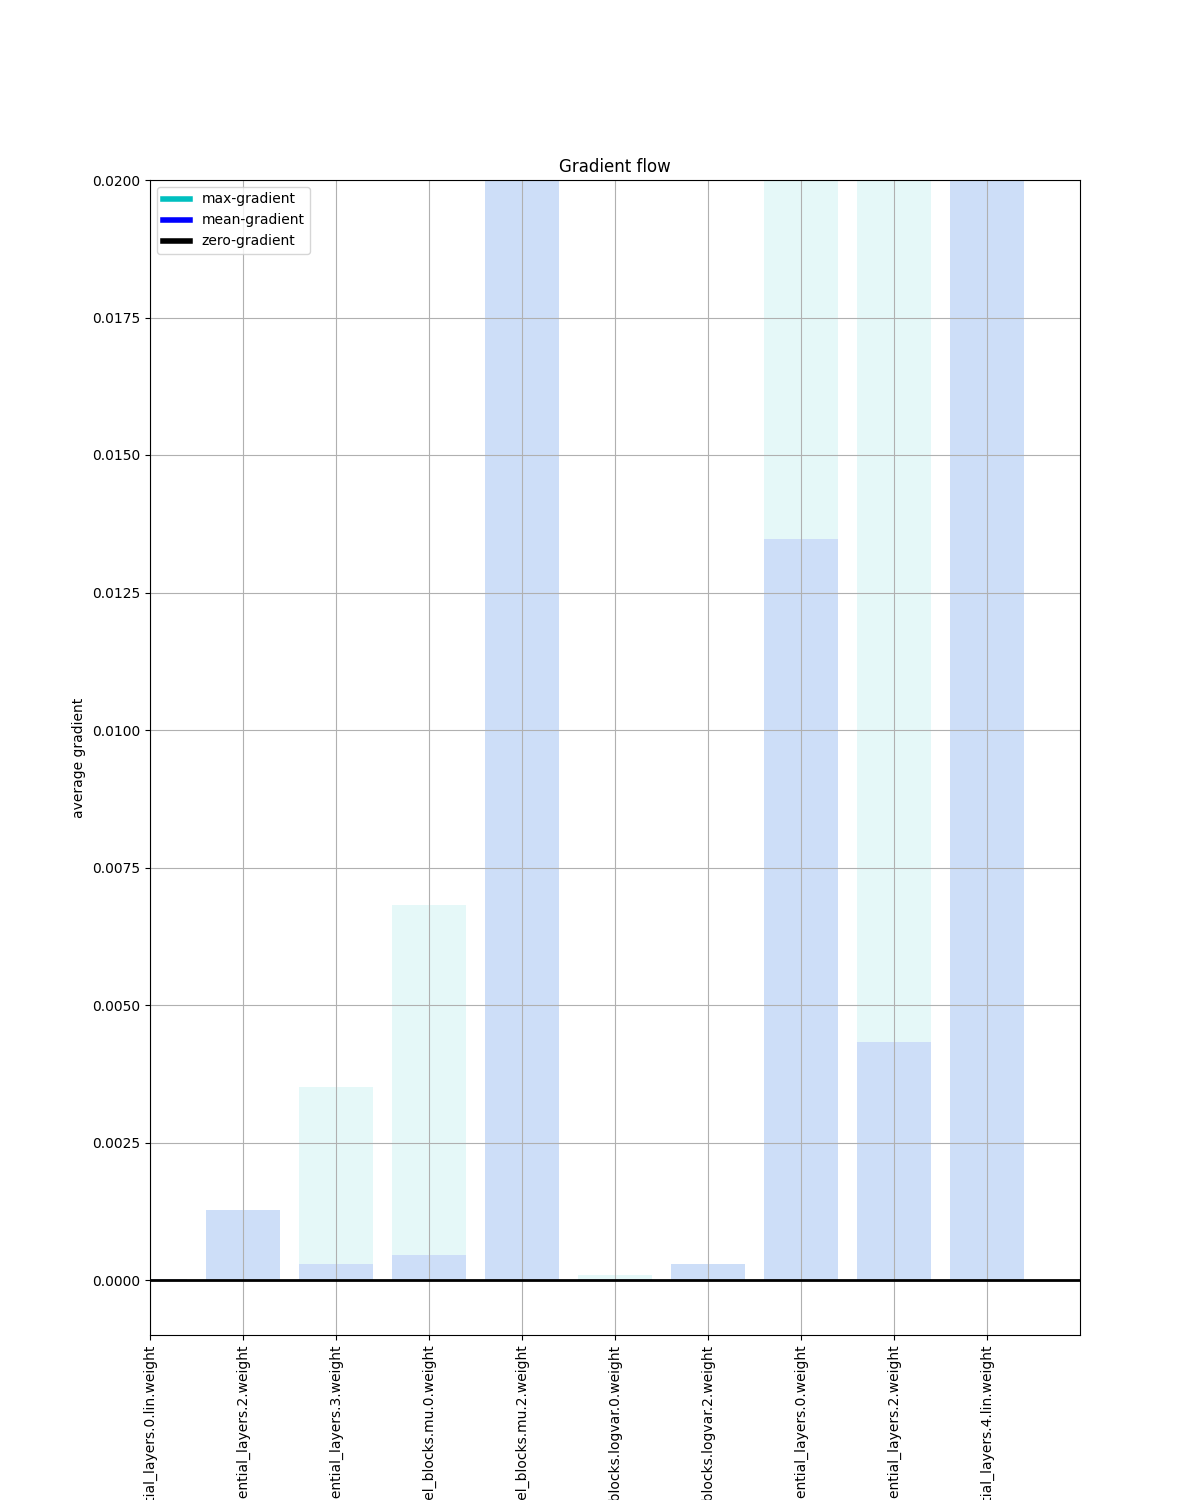 Gradient flow
max-gradient
mean-gradient
zero-gradient
0.0200
0.0175
0.0150
0.0125
0.0100
0.0075
0.0050
0.0025
0.0000
average gradient
tial_layers.0.lin.weight
ential_layers.2.weight
ential_layers.3.weight
el_blocks.mu.0.weight
el_blocks.mu.2.weight
blocks.logvar.0.weight
blocks.logvar.2.weight
ential_layers.0.weight
ential_layers.2.weight
tial_layers.4.lin.weight